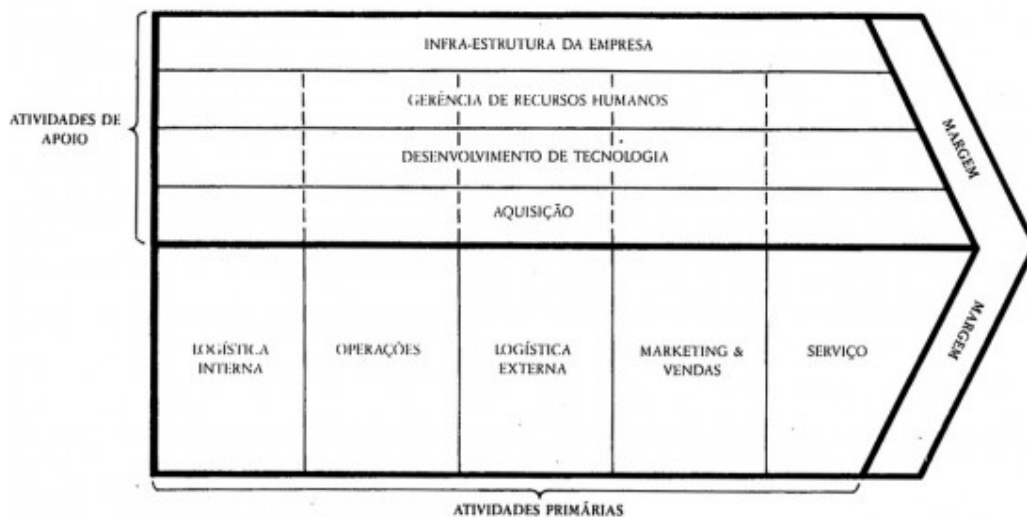 INFRA-ESTRUTURA DA EMPRESA
GERÊNCIA DE RECURSOS HUMANOS
ATIVIDADES DE
APOIO
DESENVOLVIMENTO DE TECNOLOGIA
AQUISIÇÃO
MARGEM
LOGÍSTICA
INTERNA
OPERAÇÕES
LOGÍSTICA
EXTERNA
MARKETING &
VENDAS
SERVIÇO
MARGEM
ATIVIDADES PRIMÁRIAS